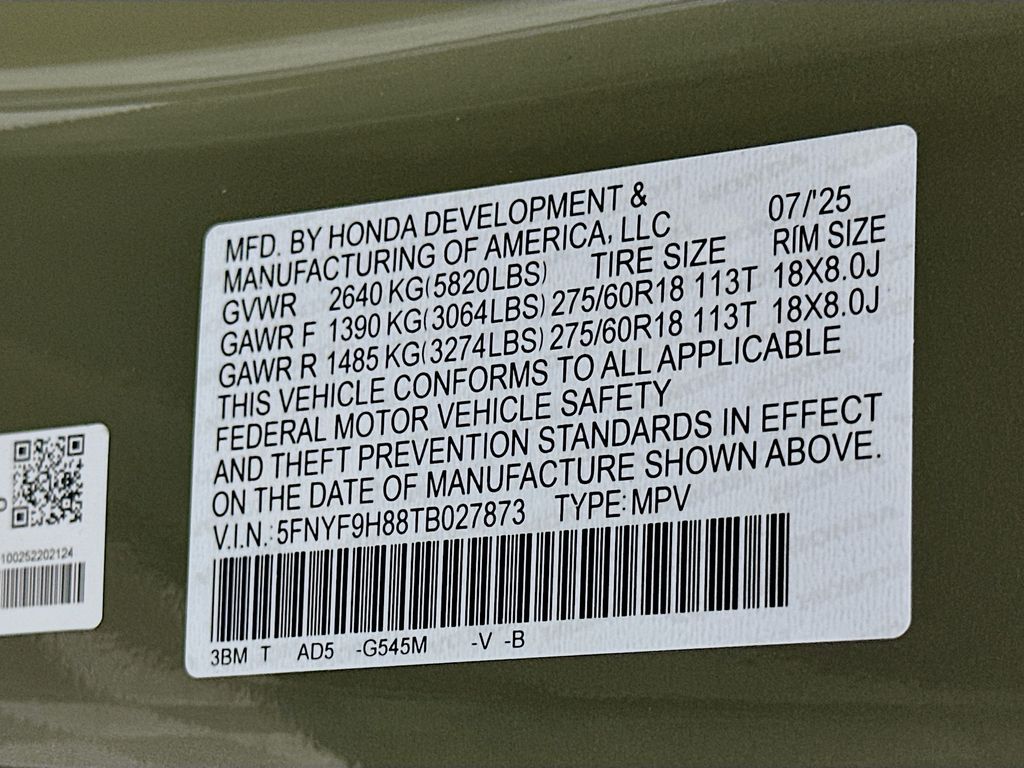 MFD. BY HONDA DEVELOPMENT & 07/'25
MANUFACTURING OF AMERICA, LLC
GVWR 2640 KG(5820LBS) TIRE SIZE RIM SIZE
GAWR F 1390 KG(3064LBS) 275/60R18 113T 18X8.0J
GAWR R 1485 KG(3274LBS) 275/60R18 113T 18X8.0J
THIS VEHICLE CONFORMS TO ALL APPLICABLE
FEDERAL MOTOR VEHICLE SAFETY
AND THEFT PREVENTION STANDARDS IN EFFECT
ON THE DATE OF MANUFACTURE SHOWN ABOVE.
V.I.N.: 5FNYF9H88TB027873 TYPE: MPV
3BM T AD5 -G545M -V -B
100252202124